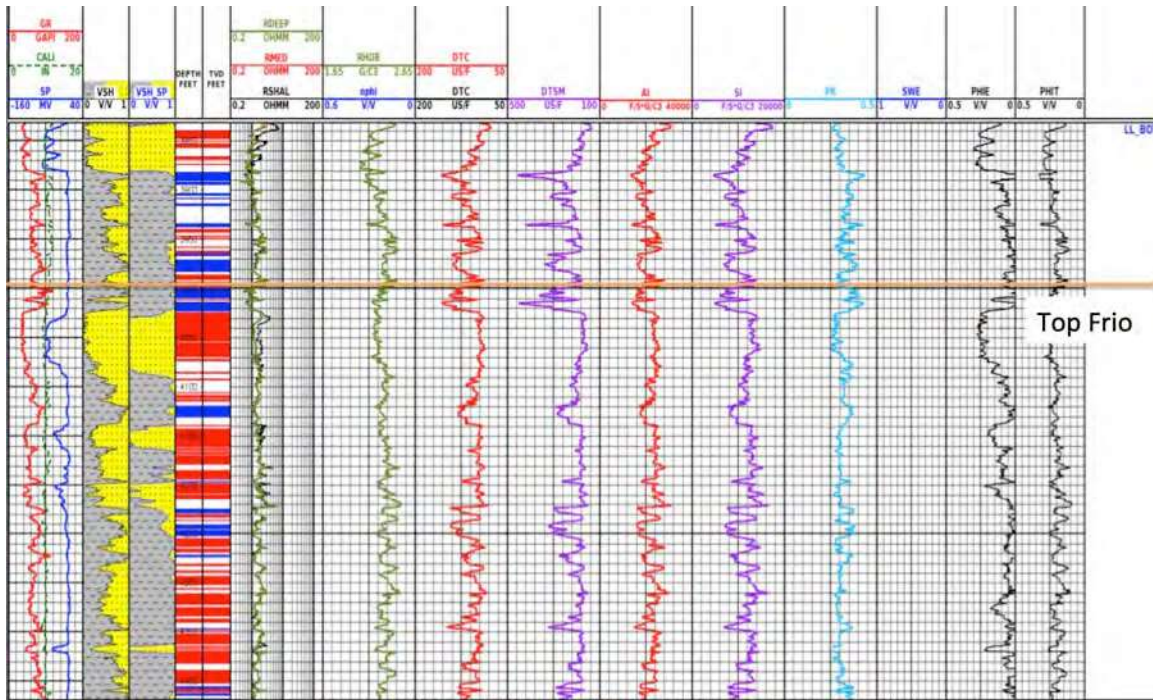 GR
0 GAPI 200
CALI
0 IN 20
SP
-160 MV 40
VSH
0 V/V 1
VSH_SP
0 V/V 1
DEPTH
FEET
TVD
FEET
RDEEP
0.2 OHMM 200
RMED
0.2 OHMM 200
RSHAL
0.2 OHMM 200
RHOB
1.65 G/C3 2.65
nphi
0.6 V/V 0
DTC
200 US/F 50
DTC
200 US/F 50
DTSM
500 US/F 100
AI
0 F/S*G/C3 40000
SI
0 F/S*G/C3 20000
PR
0 0.5
SWE
1 V/V 0
PHIE
0.5 V/V 0
PHIT
0.5 V/V 0
Top Frio